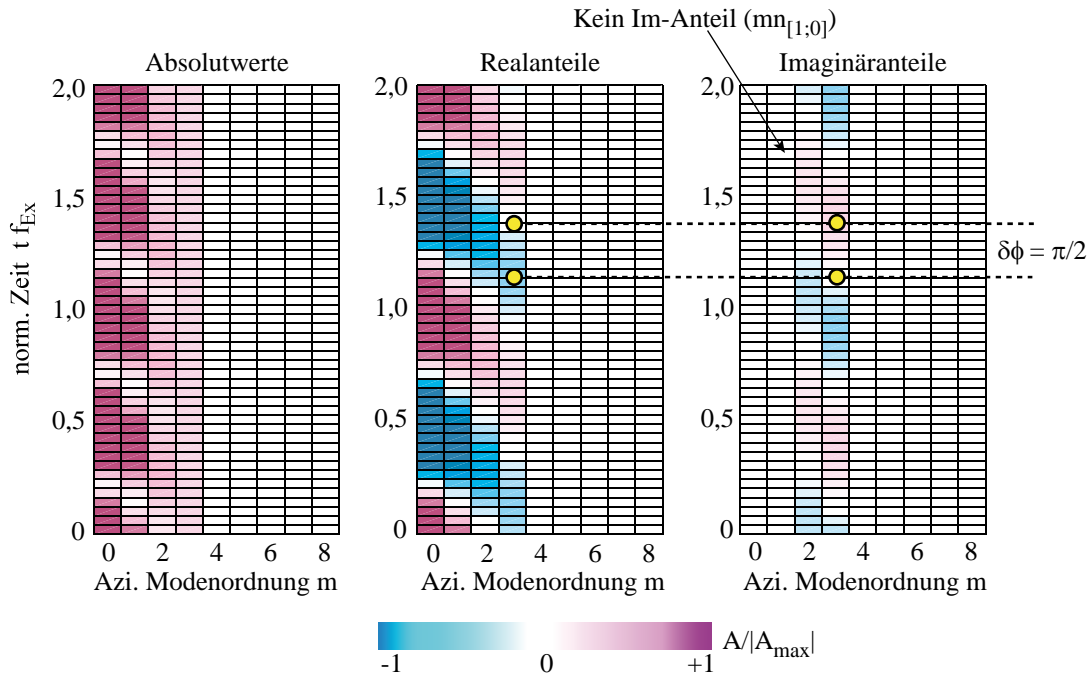 Kein Im-Anteil (mn[1;0])
Absolutwerte
Realanteile
Imaginäranteile
norm. Zeit t fEx
2,0
1,5
1,0
0,5
0
2,0
1,5
1,0
0,5
0
2,0
1,5
1,0
0,5
0
δϕ = π/2
0 2 4 6 8
0 2 4 6 8
0 2 4 6 8
Azi. Modenordnung m
Azi. Modenordnung m
Azi. Modenordnung m
-1 0 +1
A/|Amax|